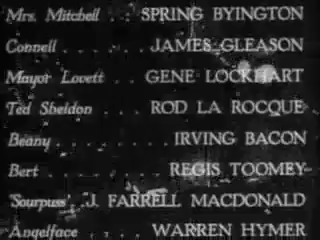 Mrs. Mitchell . . SPRING BYINGTON
Connell . . . . . . JAMES GLEASON
Mayor Lovett . . GENE LOCKHART
Ted Sheldon . . . ROD LA ROCQUE
Beany . . . . . . . . . IRVING BACON
Bert . . . . . . . . . REGIS TOOMEY
Sourpuss . J. FARRELL MACDONALD
Angelface . . . . . WARREN HYMER